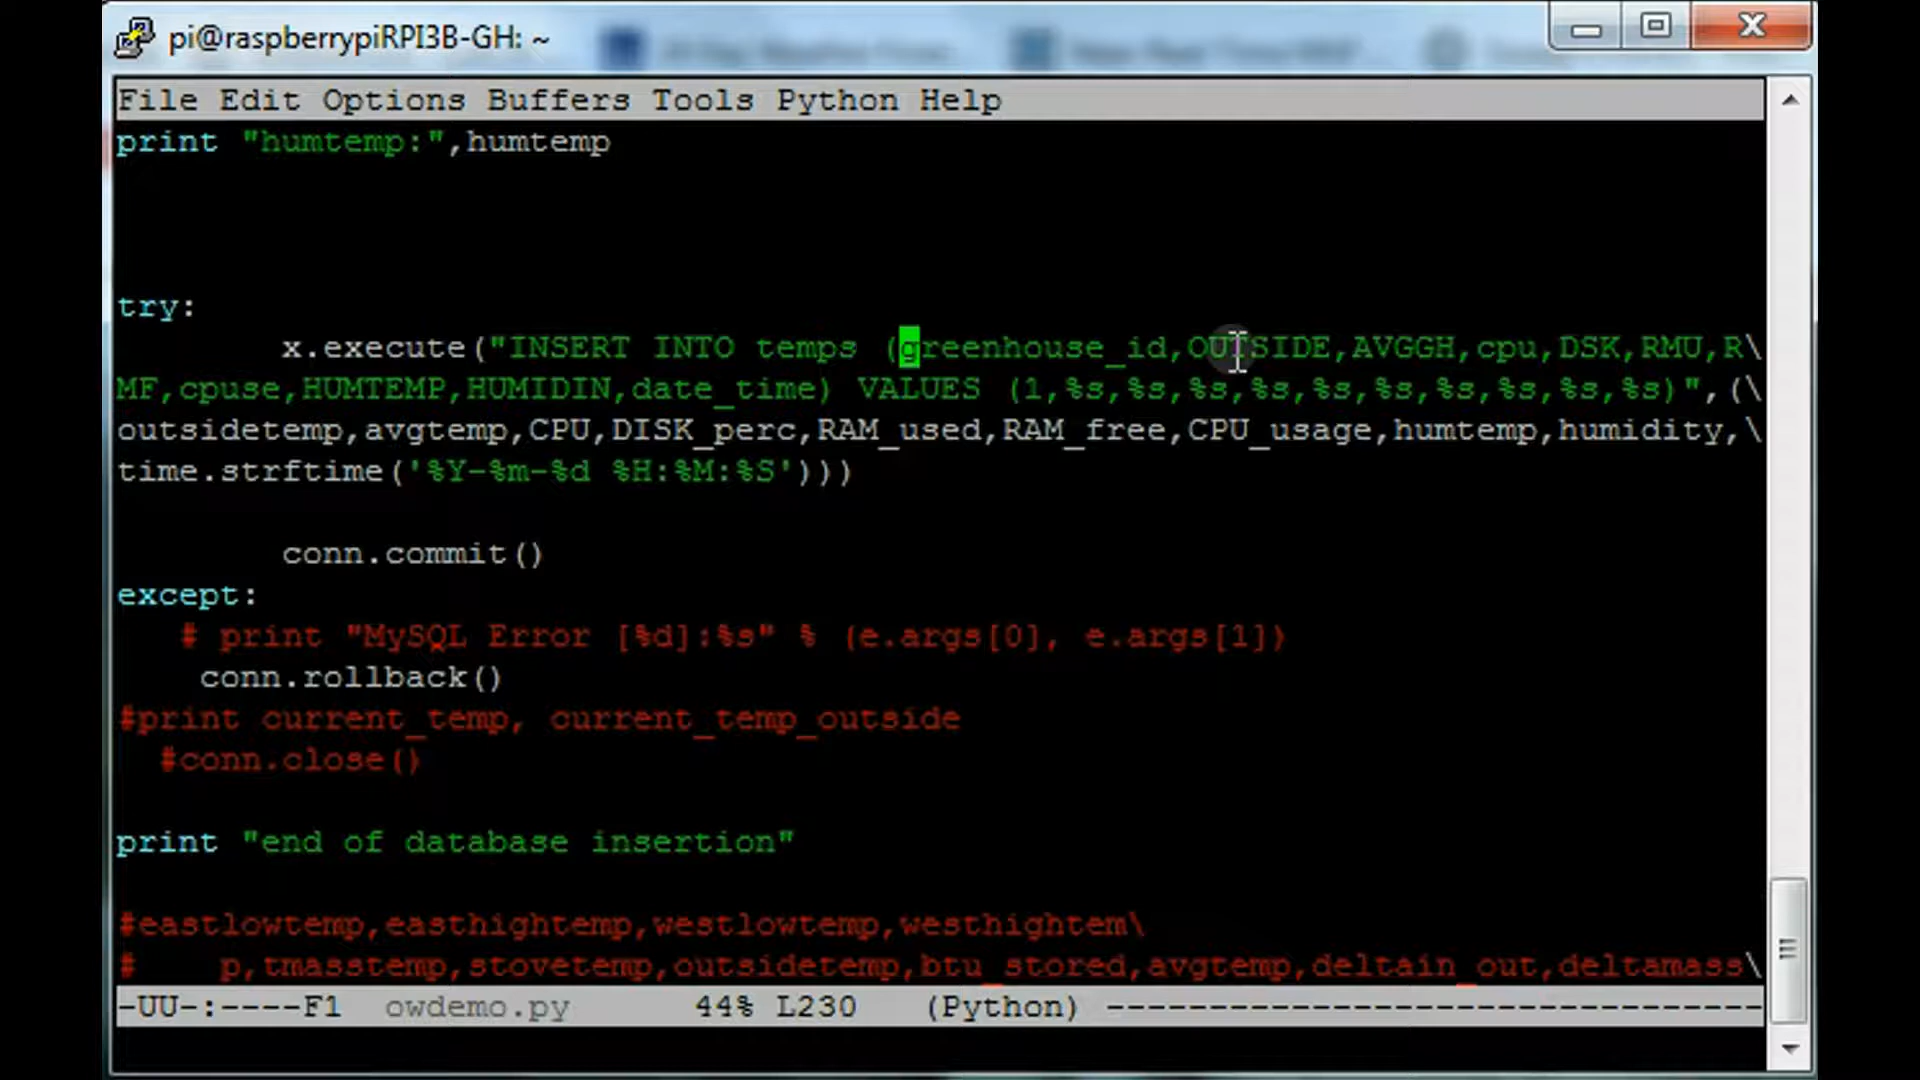 pi@raspberrypiRPI3B-GH: ~
File Edit Options Buffers Tools Python Help
print "humtemp:",humtemp
try:
x.execute("INSERT INTO temps (greenhouse_id,OUTSIDE,AVGGH,cpu,DSK,RMU,R\
MF,cpuse,HUMTEMP,HUMIDIN,date_time) VALUES (1,%s,%s,%s,%s,%s,%s,%s,%s,%s,%s)",(\
outsidetemp,avgtemp,CPU,DISK_perc,RAM_used,RAM_free,CPU_usage,humtemp,humidity,\
time.strftime('%Y-%m-%d %H:%M:%S')))
conn.commit()
except:
# print "MySQL Error [%d]:%s" % (e.args[0], e.args[1])
conn.rollback()
#print current_temp, current_temp_outside
#conn.close()
print "end of database insertion"
#eastlowtemp,easthightemp,westlowtemp,westhightem\
# p,tmasstemp,stovetemp,outsidetemp,btu_stored,avgtemp,deltain_out,deltamass\
-UU-:----F1 owdemo.py 44% L230 (Python) --------------------------------